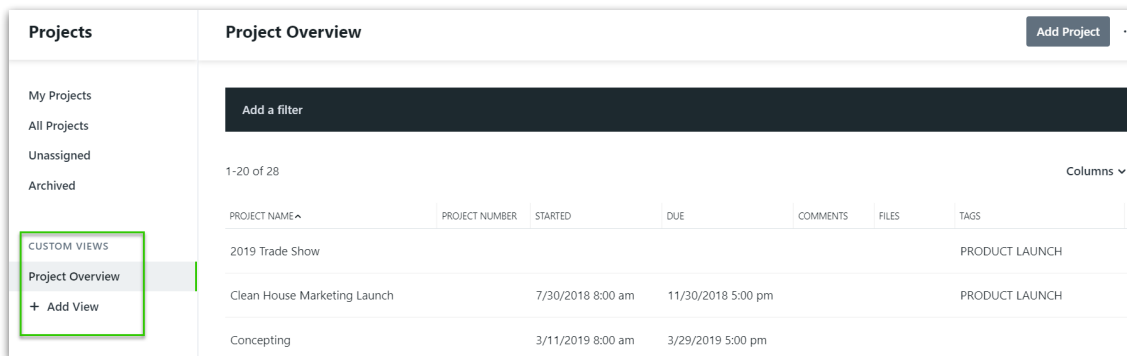 Projects
Project Overview
Add Project
My Projects
All Projects
Unassigned
Archived
CUSTOM VIEWS
Project Overview
+ Add View
Add a filter
1-20 of 28
Columns
PROJECT NAME PROJECT NUMBER STARTED DUE COMMENTS FILES TAGS
2019 Trade Show PRODUCT LAUNCH
Clean House Marketing Launch 7/30/2018 8:00 am 11/30/2018 5:00 pm PRODUCT LAUNCH
Concepting 3/11/2019 8:00 am 3/29/2019 5:00 pm